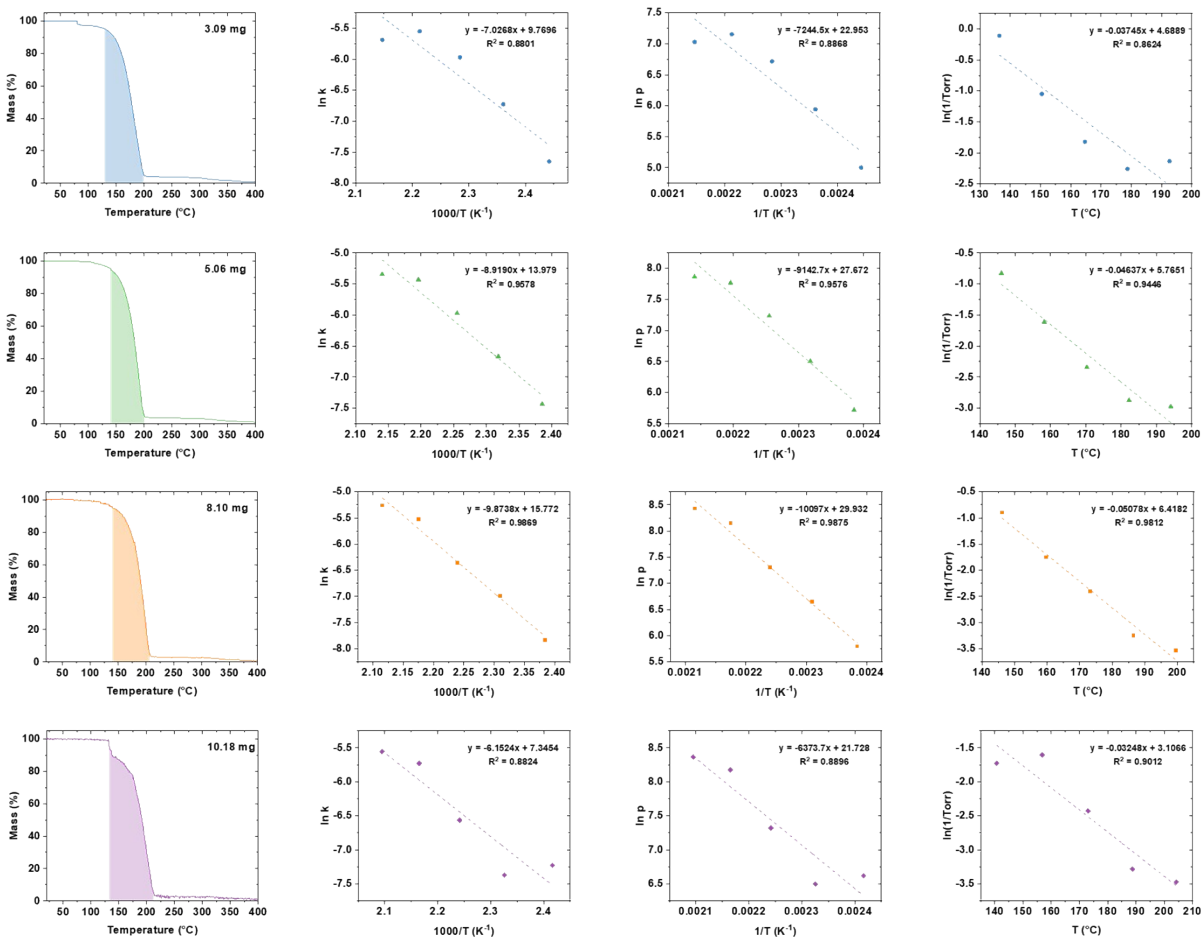 3.09 mg
Mass (%)
100
80
60
40
20
0
50 100 150 200 250 300 350 400
Temperature (°C)
y = -7.0268x + 9.7696
R² = 0.8801
ln k
-5.0
-5.5
-6.0
-6.5
-7.0
-7.5
-8.0
2.1 2.2 2.3 2.4
1000/T (K⁻¹)
y = -7244.5x + 22.953
R² = 0.8868
ln p
7.5
7.0
6.5
6.0
5.5
5.0
0.0021 0.0022 0.0023 0.0024
1/T (K⁻¹)
y = -0.03745x + 4.6889
R² = 0.8624
ln(1/Torr)
0.0
-0.5
-1.0
-1.5
-2.0
-2.5
130 140 150 160 170 180 190 200
T (°C)
5.06 mg
Mass (%)
100
80
60
40
20
0
50 100 150 200 250 300 350 400
Temperature (°C)
y = -8.9190x + 13.979
R² = 0.9578
ln k
-5.0
-5.5
-6.0
-6.5
-7.0
-7.5
2.10 2.15 2.20 2.25 2.30 2.35 2.40
1000/T (K⁻¹)
y = -9142.7x + 27.672
R² = 0.9576
ln p
8.0
7.5
7.0
6.5
6.0
5.5
0.0021 0.0022 0.0023 0.0024
1/T (K⁻¹)
y = -0.04637x + 5.7651
R² = 0.9446
ln(1/Torr)
-0.5
-1.0
-1.5
-2.0
-2.5
-3.0
140 150 160 170 180 190 200
T (°C)
8.10 mg
Mass (%)
100
80
60
40
20
0
50 100 150 200 250 300 350 400
Temperature (°C)
y = -9.8738x + 15.772
R² = 0.9869
ln k
-5.0
-5.5
-6.0
-6.5
-7.0
-7.5
-8.0
2.10 2.15 2.20 2.25 2.30 2.35 2.40
1000/T (K⁻¹)
y = -10097x + 29.932
R² = 0.9875
ln p
8.5
8.0
7.5
7.0
6.5
6.0
5.5
0.0021 0.0022 0.0023 0.0024
1/T (K⁻¹)
y = -0.05078x + 6.4182
R² = 0.9812
ln(1/Torr)
-0.5
-1.0
-1.5
-2.0
-2.5
-3.0
-3.5
140 150 160 170 180 190 200
T (°C)
10.18 mg
Mass (%)
100
80
60
40
20
0
50 100 150 200 250 300 350 400
Temperature (°C)
y = -6.1524x + 7.3454
R² = 0.8824
ln k
-5.5
-6.0
-6.5
-7.0
-7.5
2.1 2.2 2.3 2.4
1000/T (K⁻¹)
y = -6373.7x + 21.728
R² = 0.8896
ln p
8.5
8.0
7.5
7.0
6.5
0.0021 0.0022 0.0023 0.0024
1/T (K⁻¹)
y = -0.03248x + 3.1066
R² = 0.9012
ln(1/Torr)
-1.5
-2.0
-2.5
-3.0
-3.5
140 150 160 170 180 190 200 210
T (°C)